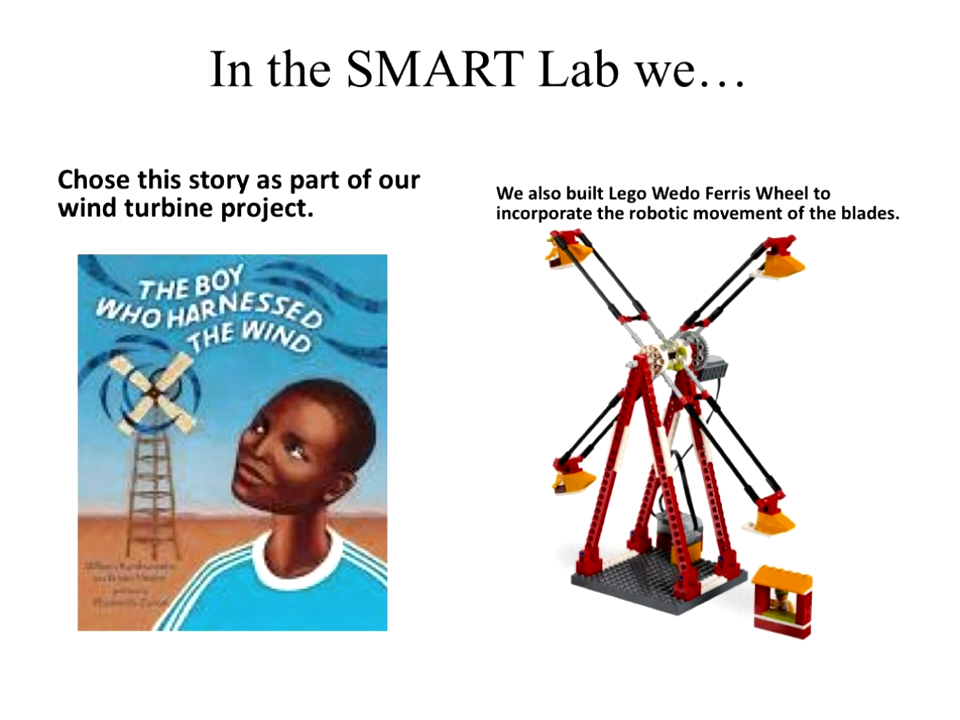 In the SMART Lab we…
Chose this story as part of our
wind turbine project.
We also built Lego Wedo Ferris Wheel to
incorporate the robotic movement of the blades.
THE BOY
WHO HARNESSED
THE WIND